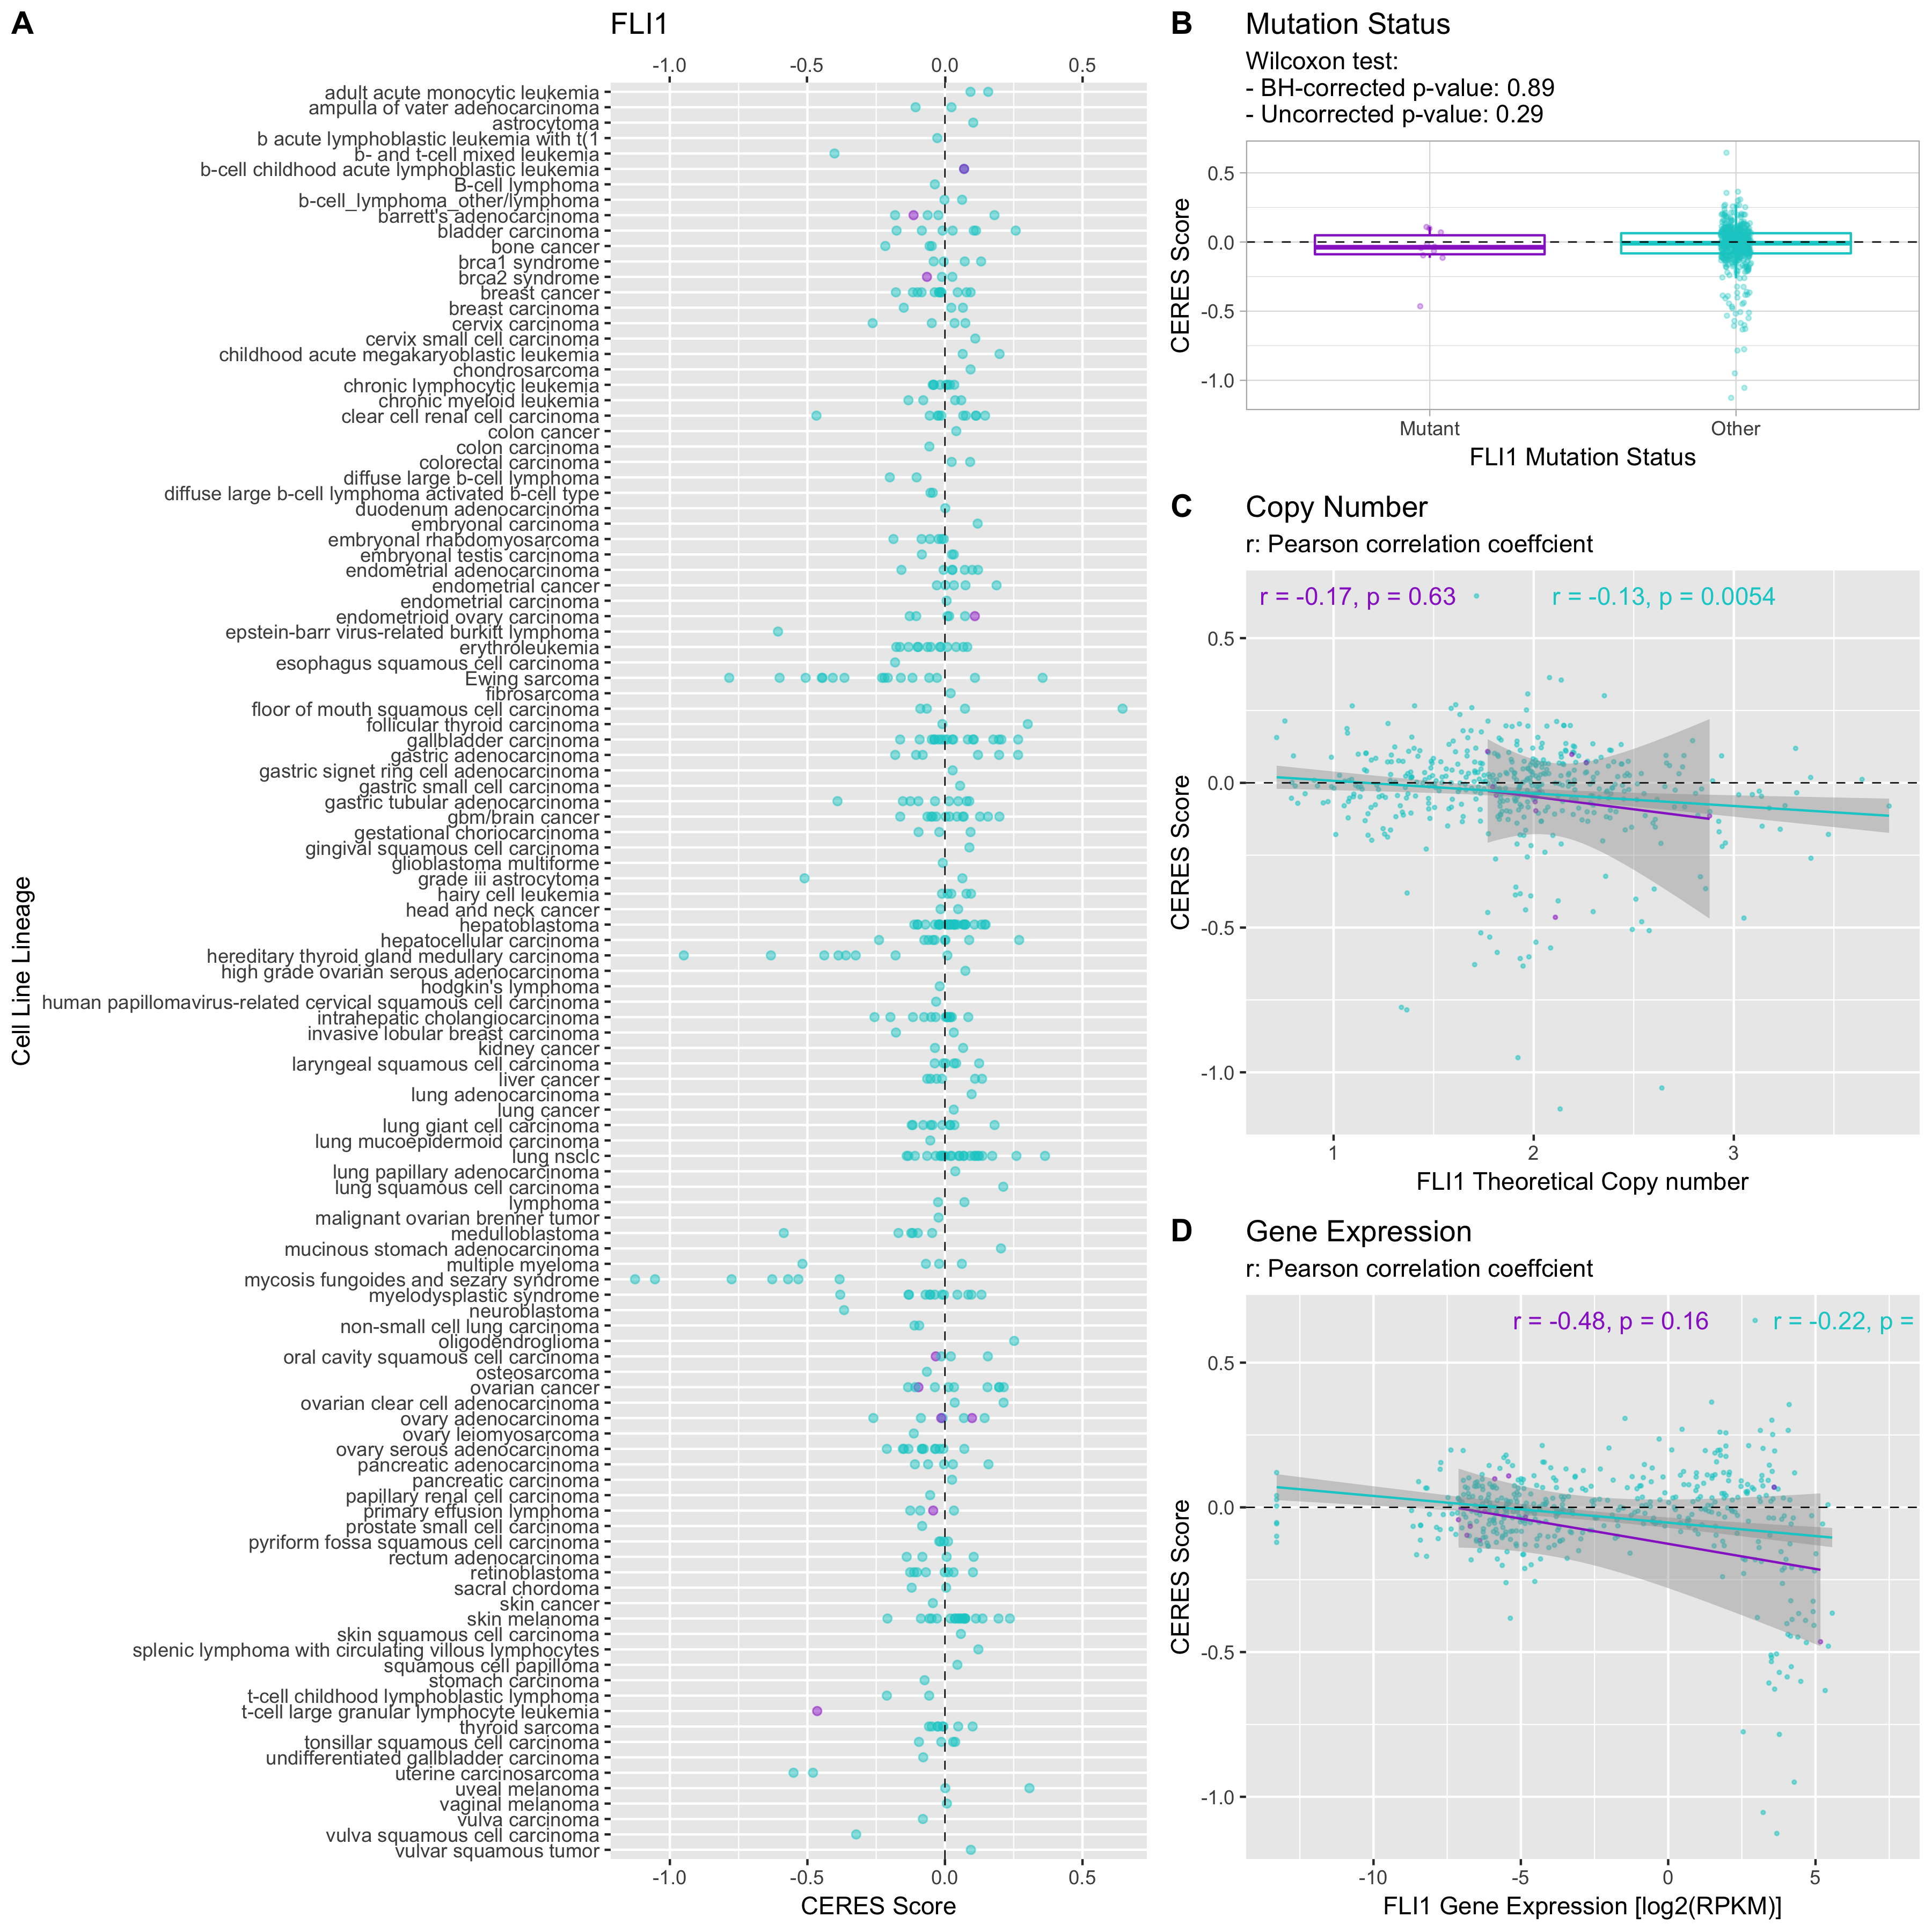 A
FLI1
-1.0
-0.5
0.0
0.5
adult acute monocytic leukemia
ampulla of vater adenocarcinoma
astrocytoma
b acute lymphoblastic leukemia with t(1
b- and t-cell mixed leukemia
b-cell childhood acute lymphoblastic leukemia
B-cell lymphoma
b-cell_lymphoma_other/lymphoma
barrett's adenocarcinoma
bladder carcinoma
bone cancer
brca1 syndrome
brca2 syndrome
breast cancer
breast carcinoma
cervix carcinoma
cervix small cell carcinoma
childhood acute megakaryoblastic leukemia
chondrosarcoma
chronic lymphocytic leukemia
chronic myeloid leukemia
clear cell renal cell carcinoma
colon cancer
colon carcinoma
colorectal carcinoma
diffuse large b-cell lymphoma
diffuse large b-cell lymphoma activated b-cell type
duodenum adenocarcinoma
embryonal carcinoma
embryonal rhabdomyosarcoma
embryonal testis carcinoma
endometrial adenocarcinoma
endometrial cancer
endometrial carcinoma
endometrioid ovary carcinoma
epstein-barr virus-related burkitt lymphoma
erythroleukemia
esophagus squamous cell carcinoma
Ewing sarcoma
fibrosarcoma
floor of mouth squamous cell carcinoma
follicular thyroid carcinoma
gallbladder carcinoma
gastric adenocarcinoma
gastric signet ring cell adenocarcinoma
gastric small cell carcinoma
gastric tubular adenocarcinoma
gbm/brain cancer
gestational choriocarcinoma
gingival squamous cell carcinoma
glioblastoma multiforme
grade iii astrocytoma
hairy cell leukemia
head and neck cancer
hepatoblastoma
hepatocellular carcinoma
hereditary thyroid gland medullary carcinoma
high grade ovarian serous adenocarcinoma
hodgkin's lymphoma
human papillomavirus-related cervical squamous cell carcinoma
intrahepatic cholangiocarcinoma
invasive lobular breast carcinoma
kidney cancer
laryngeal squamous cell carcinoma
liver cancer
lung adenocarcinoma
lung cancer
lung giant cell carcinoma
lung mucoepidermoid carcinoma
lung nsclc
lung papillary adenocarcinoma
lung squamous cell carcinoma
lymphoma
malignant ovarian brenner tumor
medulloblastoma
mucinous stomach adenocarcinoma
multiple myeloma
mycosis fungoides and sezary syndrome
myelodysplastic syndrome
neuroblastoma
non-small cell lung carcinoma
oligodendroglioma
oral cavity squamous cell carcinoma
osteosarcoma
ovarian cancer
ovarian clear cell adenocarcinoma
ovary adenocarcinoma
ovary leiomyosarcoma
ovary serous adenocarcinoma
pancreatic adenocarcinoma
pancreatic carcinoma
papillary renal cell carcinoma
primary effusion lymphoma
prostate small cell carcinoma
pyriform fossa squamous cell carcinoma
rectum adenocarcinoma
retinoblastoma
sacral chordoma
skin cancer
skin melanoma
skin squamous cell carcinoma
splenic lymphoma with circulating villous lymphocytes
squamous cell papilloma
stomach carcinoma
t-cell childhood lymphoblastic lymphoma
t-cell large granular lymphocyte leukemia
thyroid sarcoma
tonsillar squamous cell carcinoma
undifferentiated gallbladder carcinoma
uterine carcinosarcoma
uveal melanoma
vaginal melanoma
vulva carcinoma
vulva squamous cell carcinoma
vulvar squamous tumor
Cell Line Lineage
-1.0
-0.5
0.0
0.5
CERES Score
B
Mutation Status
Wilcoxon test:
- BH-corrected p-value: 0.89
- Uncorrected p-value: 0.29
0.5
0.0
-0.5
-1.0
CERES Score
Mutant
Other
FLI1 Mutation Status
C
Copy Number
r: Pearson correlation coeffcient
r = -0.17, p = 0.63
r = -0.13, p = 0.0054
0.5
0.0
-0.5
-1.0
CERES Score
1
2
3
FLI1 Theoretical Copy number
D
Gene Expression
r: Pearson correlation coeffcient
r = -0.48, p = 0.16
r = -0.22, p =
0.5
0.0
-0.5
-1.0
CERES Score
-10
-5
0
5
FLI1 Gene Expression [log2(RPKM)]